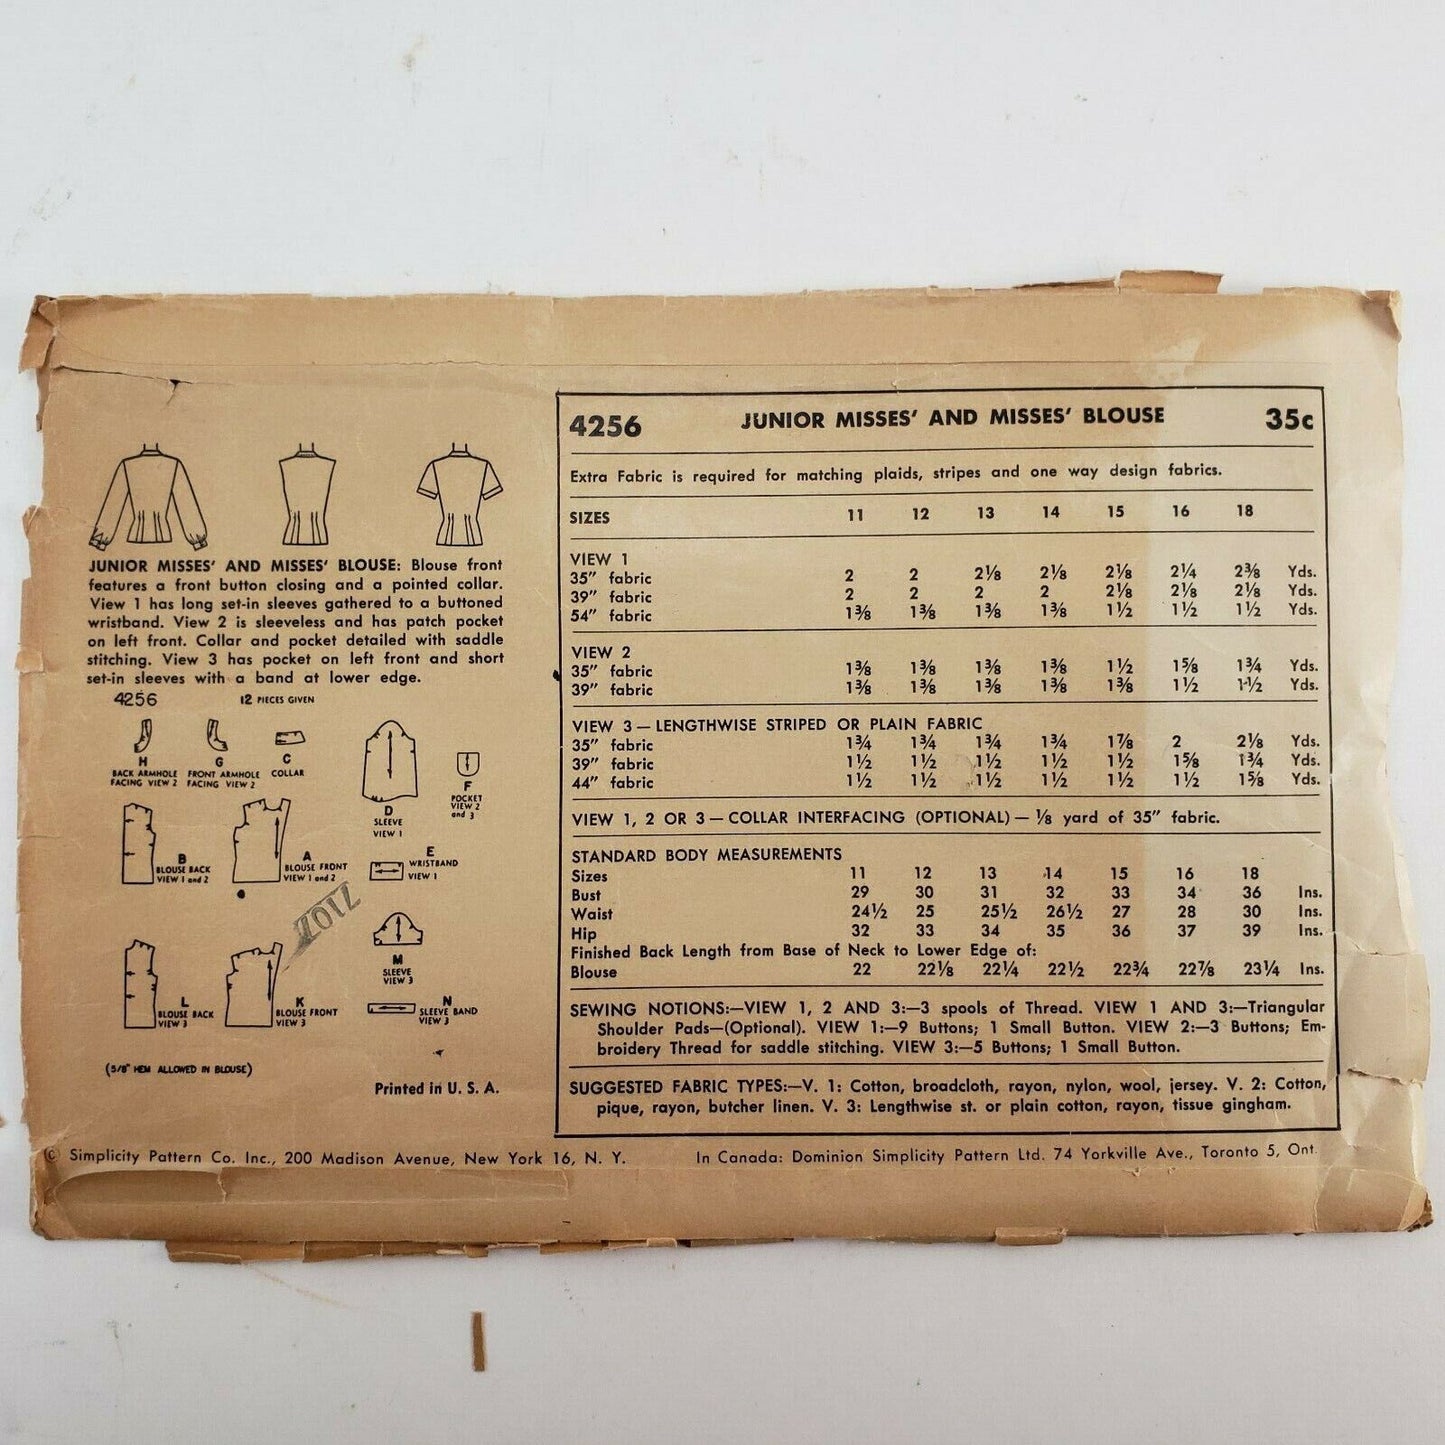 JUNIOR MISSES' AND MISSES' BLOUSE: Blouse front
features a front button closing and a pointed collar.
View 1 has long set-in sleeves gathered to a buttoned
wristband. View 2 is sleeveless and has patch pocket
on left front. Collar and pocket detailed with saddle
stitching. View 3 has pocket on left front and short
set-in sleeves with a band at lower edge.
4256 12 PIECES GIVEN
H
BACK ARMHOLE
FACING VIEW 2
G
FRONT ARMHOLE
FACING VIEW 2
C
COLLAR
D
SLEEVE
VIEW 1
F
POCKET
VIEW 2
and 3
B
BLOUSE BACK
VIEW 1 and 2
A
BLOUSE FRONT
VIEW 1 and 2
E
WRISTBAND
VIEW 1
M
SLEEVE
VIEW 3
L
BLOUSE BACK
VIEW 3
K
BLOUSE FRONT
VIEW 3
N
SLEEVE BAND
VIEW 3
(5/8" HEM ALLOWED IN BLOUSE)
Printed in U. S. A.
4256 JUNIOR MISSES' AND MISSES' BLOUSE 35c
Extra Fabric is required for matching plaids, stripes and one way design fabrics.
SIZES 11 12 13 14 15 16 18
VIEW 1
35" fabric 2 2 2⅛ 2⅛ 2⅛ 2¼ 2⅜ Yds.
39" fabric 2 2 2 2 2⅛ 2⅛ 2⅛ Yds.
54" fabric 1⅜ 1⅜ 1⅜ 1⅜ 1½ 1½ 1½ Yds.
VIEW 2
35" fabric 1⅜ 1⅜ 1⅜ 1⅜ 1½ 1⅝ 1¾ Yds.
39" fabric 1⅜ 1⅜ 1⅜ 1⅜ 1⅜ 1½ 1½ Yds.
VIEW 3 — LENGTHWISE STRIPED OR PLAIN FABRIC
35" fabric 1¾ 1¾ 1¾ 1¾ 1⅞ 2 2⅛ Yds.
39" fabric 1½ 1½ 1½ 1½ 1½ 1⅝ 1¾ Yds.
44" fabric 1½ 1½ 1½ 1½ 1½ 1½ 1⅝ Yds.
VIEW 1, 2 OR 3 — COLLAR INTERFACING (OPTIONAL) — ⅛ yard of 35" fabric.
STANDARD BODY MEASUREMENTS
Sizes 11 12 13 14 15 16 18
Bust 29 30 31 32 33 34 36 Ins.
Waist 24½ 25 25½ 26½ 27 28 30 Ins.
Hip 32 33 34 35 36 37 39 Ins.
Finished Back Length from Base of Neck to Lower Edge of:
Blouse 22 22⅛ 22¼ 22½ 22¾ 22⅞ 23¼ Ins.
SEWING NOTIONS:—VIEW 1, 2 AND 3:—3 spools of Thread. VIEW 1 AND 3:—Triangular
Shoulder Pads—(Optional). VIEW 1:—9 Buttons; 1 Small Button. VIEW 2:—3 Buttons; Em-
broidery Thread for saddle stitching. VIEW 3:—5 Buttons; 1 Small Button.
SUGGESTED FABRIC TYPES:—V. 1: Cotton, broadcloth, rayon, nylon, wool, jersey. V. 2: Cotton,
pique, rayon, butcher linen. V. 3: Lengthwise st. or plain cotton, rayon, tissue gingham.
© Simplicity Pattern Co. Inc., 200 Madison Avenue, New York 16, N. Y. In Canada: Dominion Simplicity Pattern Ltd. 74 Yorkville Ave., Toronto 5, Ont.